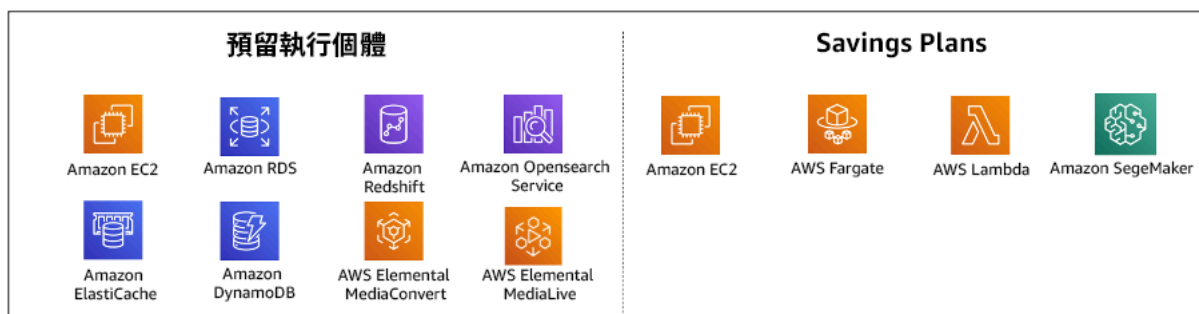 預留執行個體
Savings Plans
Amazon EC2
Amazon RDS
Amazon
Redshift
Amazon Opensearch
Service
Amazon EC2
AWS Fargate
AWS Lambda
Amazon SegeMaker
Amazon
ElastiCache
Amazon
DynamoDB
AWS Elemental
MediaConvert
AWS Elemental
MediaLive